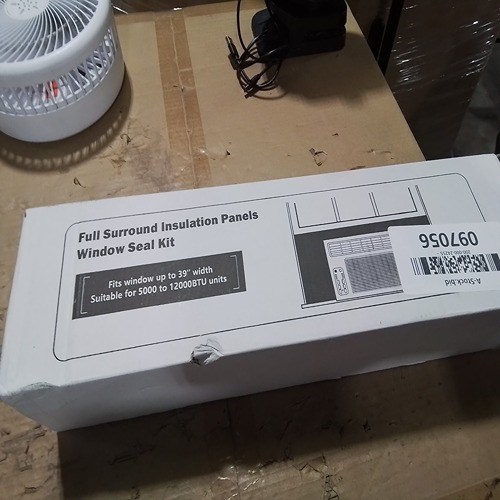 Full Surround Insulation Panels
Window Seal Kit
Fits window up to 39" width
Suitable for 5000 to 12000BTU units
097056
A-Stock.bid